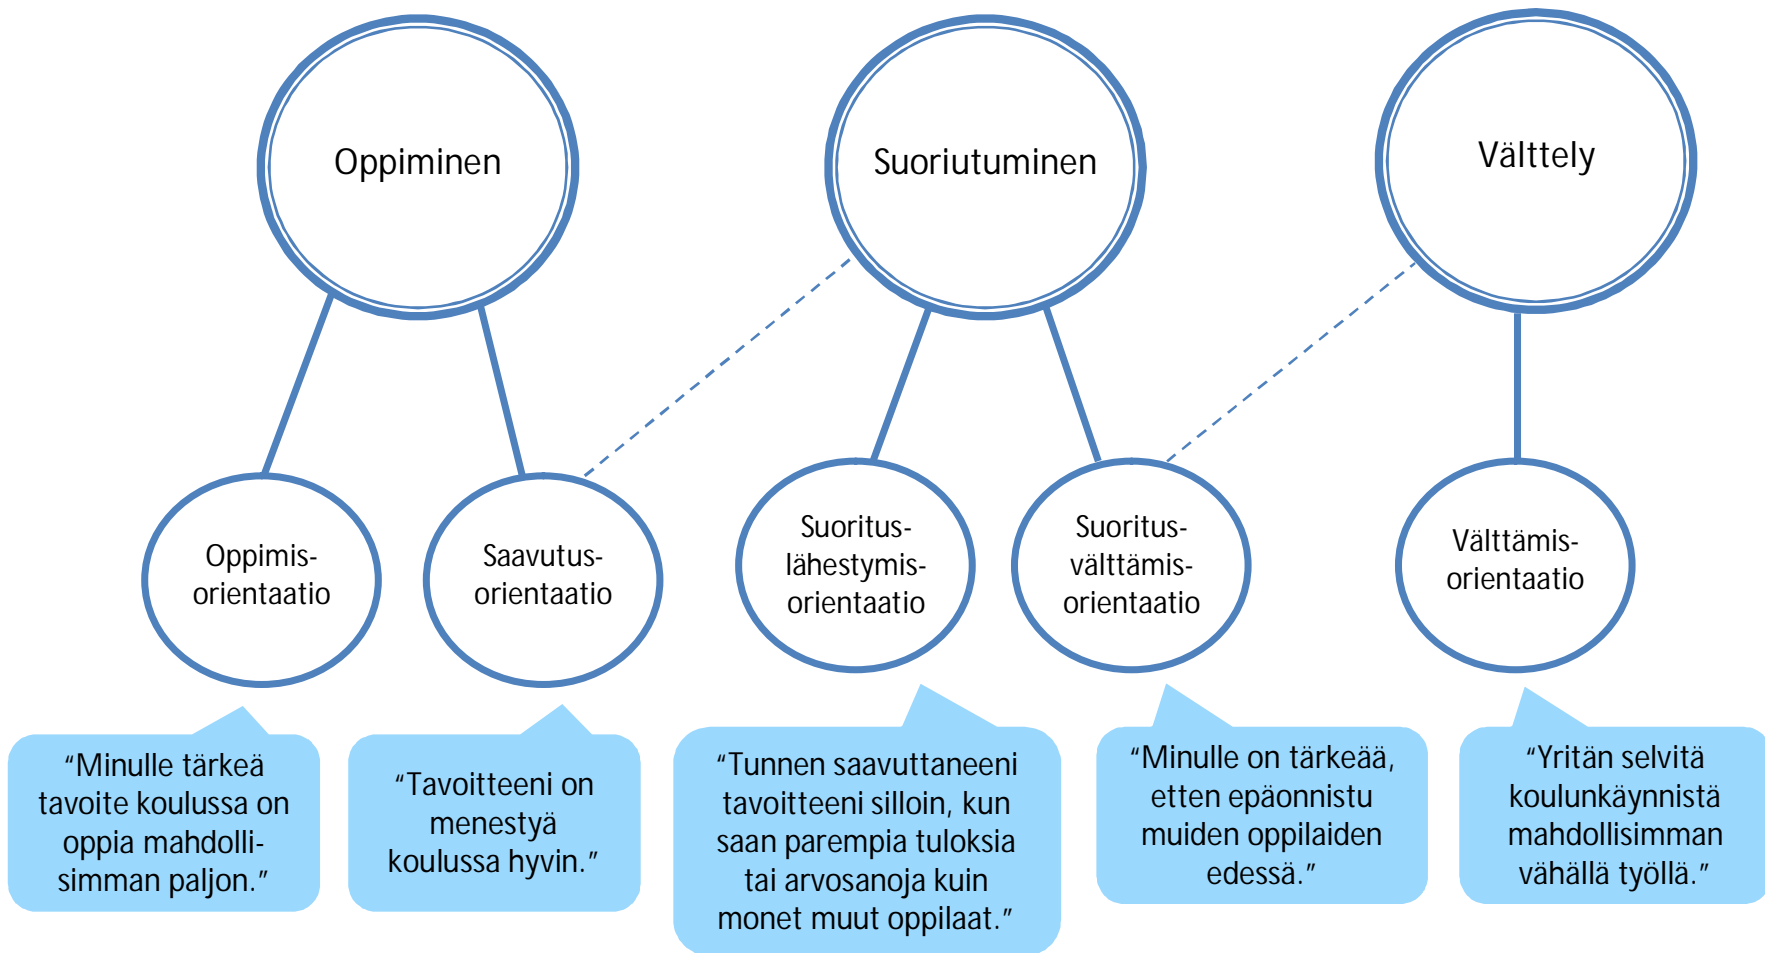 Oppiminen
Suoriutuminen
Välttely
Oppimis-
orientaatio
Saavutus-
orientaatio
Suoritus-
lähestymis-
orientaatio
Suoritus-
välttämis-
orientaatio
Välttämis-
orientaatio
“Minulle tärkeä
tavoite koulussa on
oppia mahdolli-
simman paljon.”
“Tavoitteeni on
menestyä
koulussa hyvin.”
“Tunnen saavuttaneeni
tavoitteeni silloin, kun
saan parempia tuloksia
tai arvosanoja kuin
monet muut oppilaat.”
“Minulle on tärkeää,
etten epäonnistu
muiden oppilaiden
edessä.”
“Yritän selvitä
koulunkäynnistä
mahdollisimman
vähällä työllä.”